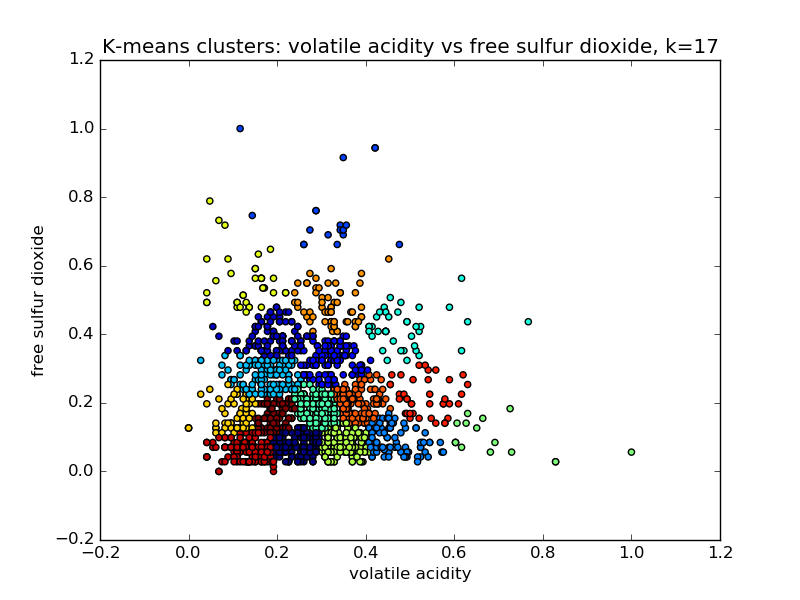 K-means clusters: volatile acidity vs free sulfur dioxide, k=17
1.2
1.0
0.8
0.6
0.4
0.2
0.0
−0.2
free sulfur dioxide
−0.2 0.0 0.2 0.4 0.6 0.8 1.0 1.2
volatile acidity